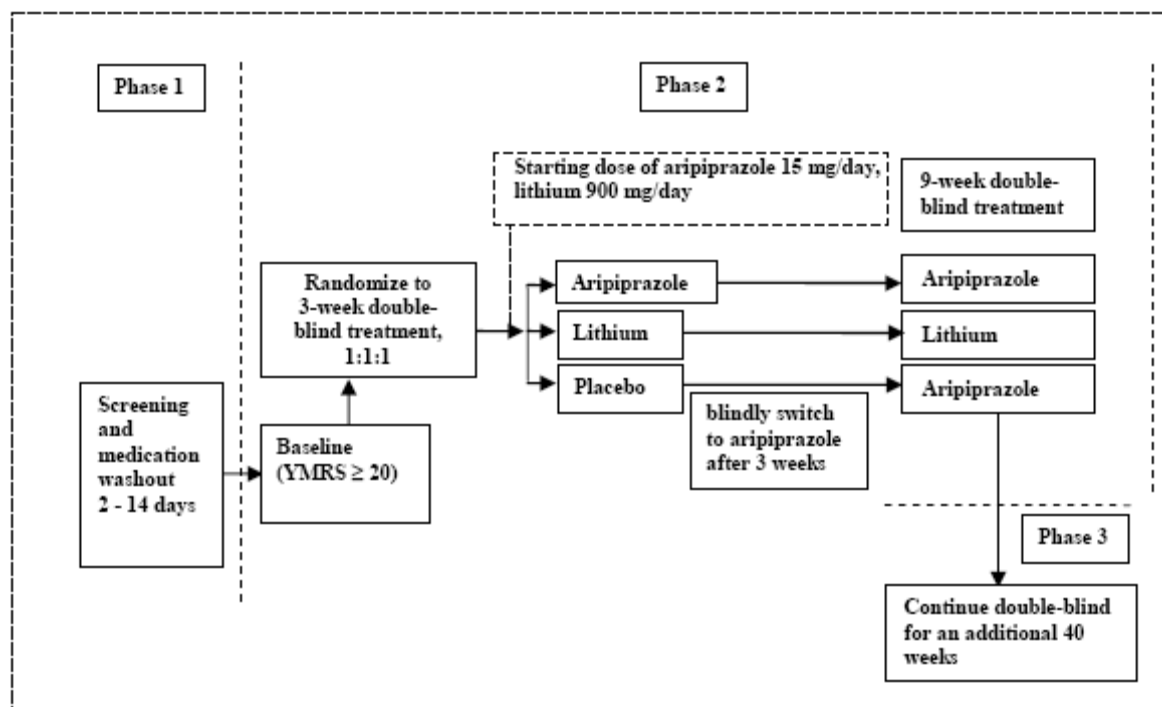 Phase 1
Phase 2
Starting dose of aripiprazole 15 mg/day,
lithium 900 mg/day
9-week double-
blind treatment
Randomize to
3-week double-
blind treatment,
1:1:1
Aripiprazole
Aripiprazole
Lithium
Lithium
Placebo
Aripiprazole
blindly switch
to aripiprazole
after 3 weeks
Screening
and
medication
washout
2 - 14 days
Baseline
(YMRS ≥ 20)
Phase 3
Continue double-blind
for an additional 40
weeks